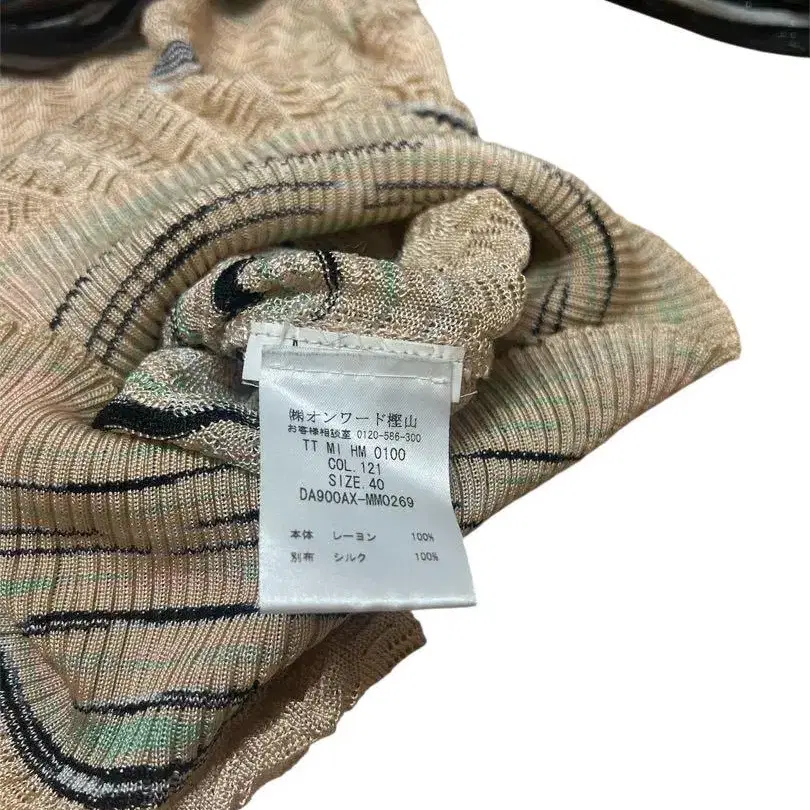 ㈱オンワード樫山
お客様相談室 0120-586-300
TT MI HM 0100
COL.121
SIZE.40
DA900AX-MM0269
本体 レーヨン 100%
別布 シルク 100%